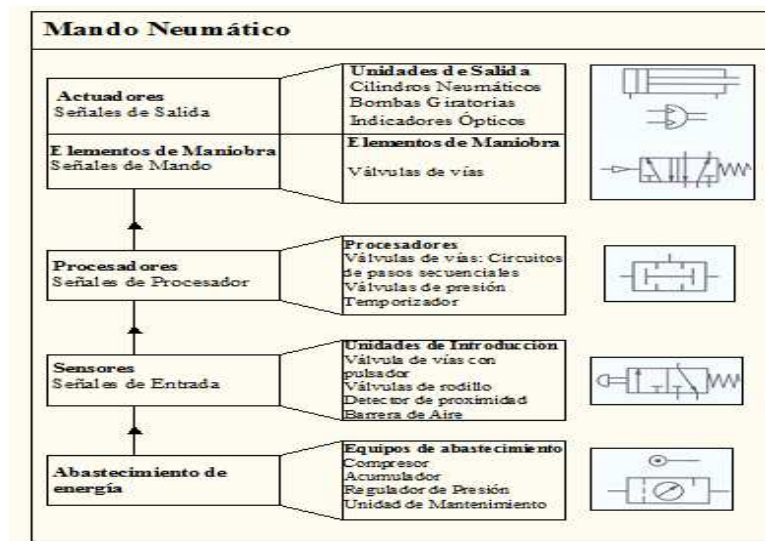 Mando Neumático
Actuadores
Señales de Salida
Unidades de Salida
Cilindros Neumáticos
Bombas Giratorias
Indicadores Ópticos
Elementos de Maniobra
Señales de Mando
Elementos de Maniobra
Válvulas de vías
Procesadores
Señales de Procesador
Procesadores
Válvulas de vías: Circuitos
de pasos secuenciales
Válvulas de presión
Temporizador
Sensores
Señales de Entrada
Unidades de Introducción
Válvula de vías con
pulsador
Válvulas de rodillo
Detector de proximidad
Barrera de Aire
Abastecimiento de
energía
Equipos de abastecimiento
Compresor
Acumulador
Regulador de Presión
Unidad de Mantenimiento